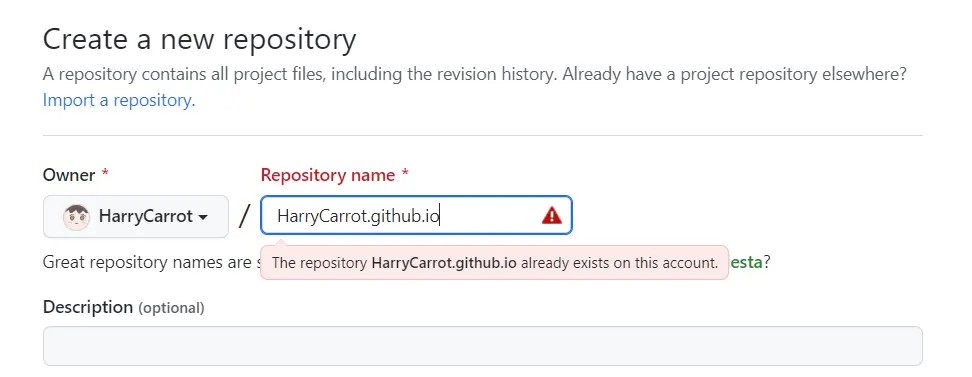 Create a new repository
A repository contains all project files, including the revision history. Already have a project repository elsewhere?
Import a repository.
Owner * Repository name *
HarryCarrot / HarryCarrot.github.io
The repository HarryCarrot.github.io already exists on this account.
Great repository names are esta?
Description (optional)